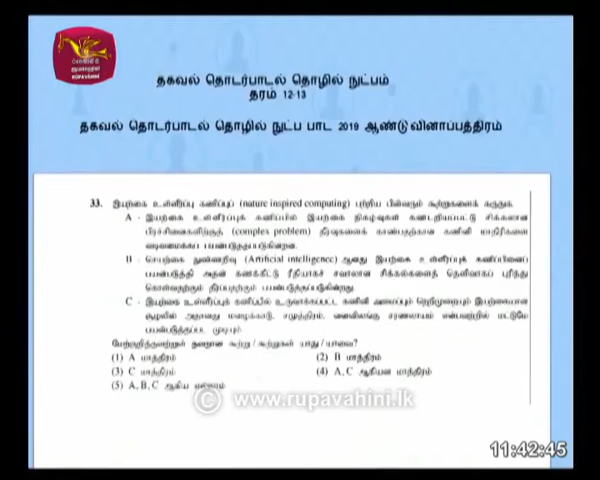 தகவல் தொடர்பாடல் தொழில் நுட்பம்
தரம் 12-13
தகவல் தொடர்பாடல் தொழில் நுட்ப பாட 2019 ஆண்டு வினாப்பத்திரம்
33. இயற்கை உள்ளீர்ப்பு கணிப்புப் (nature inspired computing) பற்றிய பின்வரும் கூற்றுகளைக் கருதுக.
A - இயற்கை உள்ளீர்ப்புக் கணிப்பில் இயற்கை நிகழ்வுகள் கண்டறியப்பட்டு சிக்கலான
பிரச்சினைகளிற்குத் (complex problem) தீர்வுகளைக் காண்பதற்கான கணினி மாதிரிகளை
வடிவமைக்கப் பயன்படுத்தப்படுகின்றன.
B - செயற்கை நுண்ணறிவு (Artificial intelligence) ஆனது இயற்கை உள்ளீர்ப்புக் கணிப்பினைப்
பயன்படுத்தி அதன் கணக்கீட்டு ரீதியாகச் சவாலான சிக்கல்களைத் தெளிவாகப் புரிந்து
கொள்வதற்கும் தீர்ப்பதற்கும் பயன்படுத்தப்படுகின்றது.
C - இயற்கை உள்ளீர்ப்புக் கணிப்பில் உருவாக்கப்பட்ட கணினி அமைப்பும் நெறிமுறையும் இயற்கையான
சூழலில் அதாவது மழைக்காடு, சமுத்திரம், வனவிலங்கு சரணாலயம் என்பவற்றில் மட்டுமே
பயன்படுத்தப்பட முடியும்.
மேற்குறித்தவற்றுள் தவறான கூற்று / கூற்றுகள் யாது / யாவை?
(1) A மாத்திரம் (2) B மாத்திரம்
(3) C மாத்திரம் (4) A, C ஆகியன மாத்திரம்
(5) A, B, C ஆகிய எல்லாம்
© www.rupavahini.lk
11:42:45